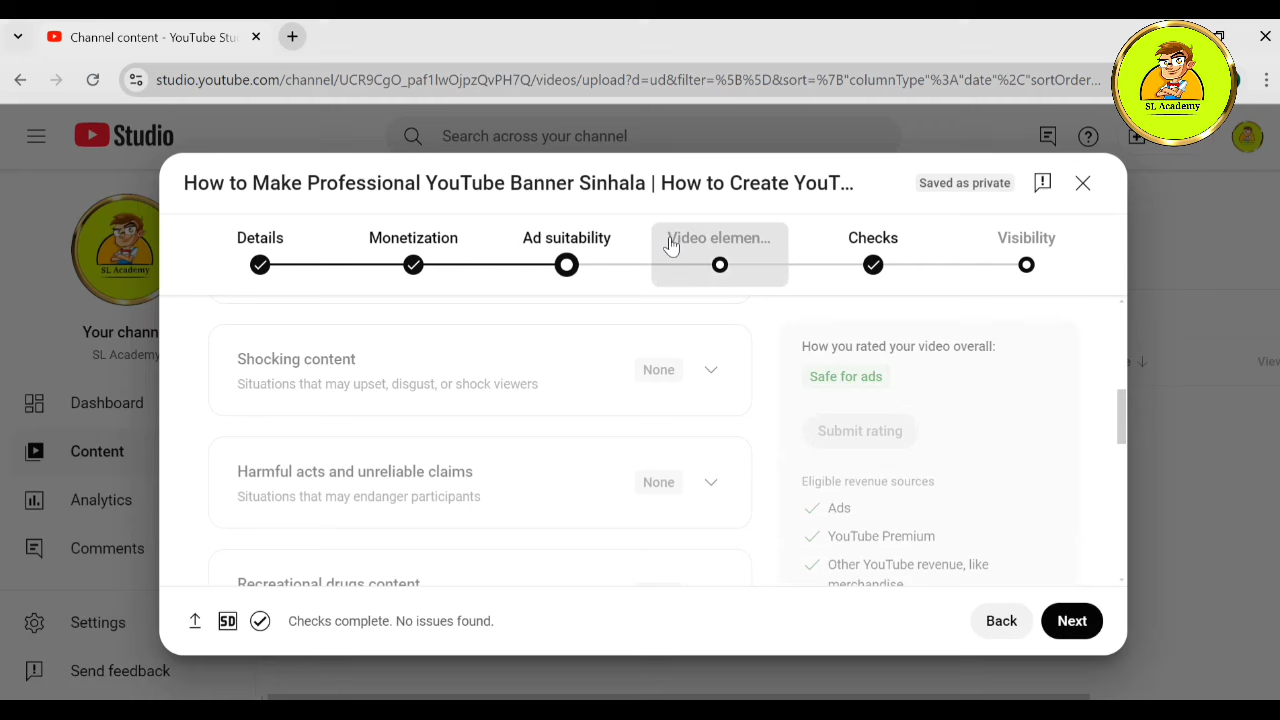 Channel content - YouTube Stu
studio.youtube.com/channel/UCR9CgO_paf1lwOjpzQvPH7Q/videos/upload?d=ud&filter=%5B%5D&sort=%7B"columnType"%3A"date"%2C"sortOrder...
SL Academy
Studio
Search across your channel
How to Make Professional YouTube Banner Sinhala | How to Create YouT...
Saved as private
Details
Monetization
Ad suitability
Video elemen...
Checks
Visibility
SL Academy
Your chann
SL Academy
Dashboard
Content
Analytics
Comments
Settings
Send feedback
Shocking content
Situations that may upset, disgust, or shock viewers
None
Harmful acts and unreliable claims
Situations that may endanger participants
None
Recreational drugs content
How you rated your video overall:
Safe for ads
Submit rating
Eligible revenue sources
Ads
YouTube Premium
Other YouTube revenue, like
merchandise
View
SD
Checks complete. No issues found.
Back
Next